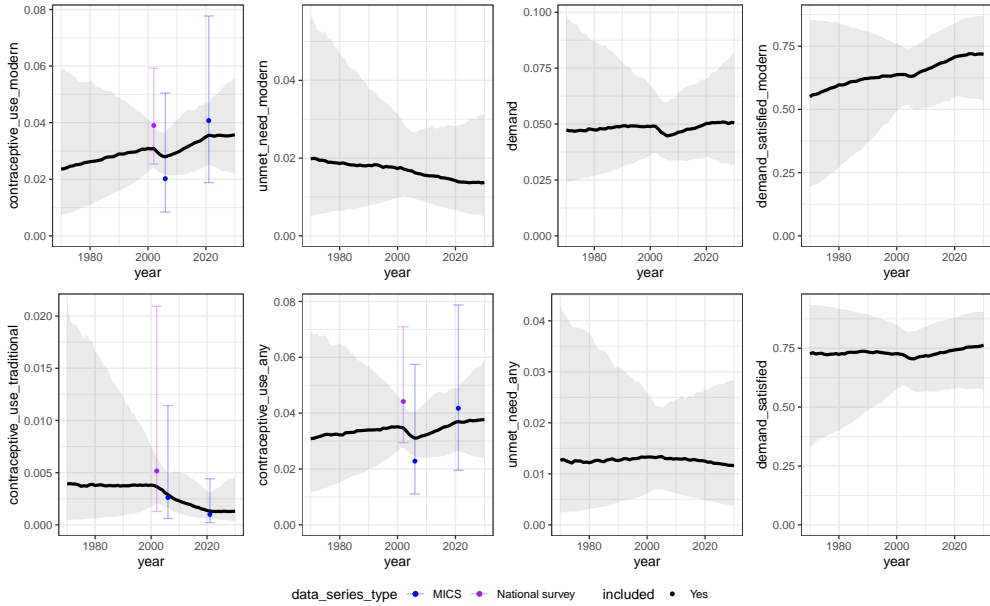 contraceptive_use_modern
0.08
0.06
0.04
0.02
0.00
1980 2000 2020
year
unmet_need_modern
0.04
0.02
0.00
1980 2000 2020
year
demand
0.100
0.075
0.050
0.025
0.000
1980 2000 2020
year
demand_satisfied_modern
0.75
0.50
0.25
0.00
1980 2000 2020
year
contraceptive_use_traditional
0.020
0.015
0.010
0.005
0.000
1980 2000 2020
year
contraceptive_use_any
0.08
0.06
0.04
0.02
0.00
1980 2000 2020
year
unmet_need_any
0.04
0.03
0.02
0.01
0.00
1980 2000 2020
year
demand_satisfied
0.75
0.50
0.25
0.00
1980 2000 2020
year
data_series_type MICS National survey included Yes